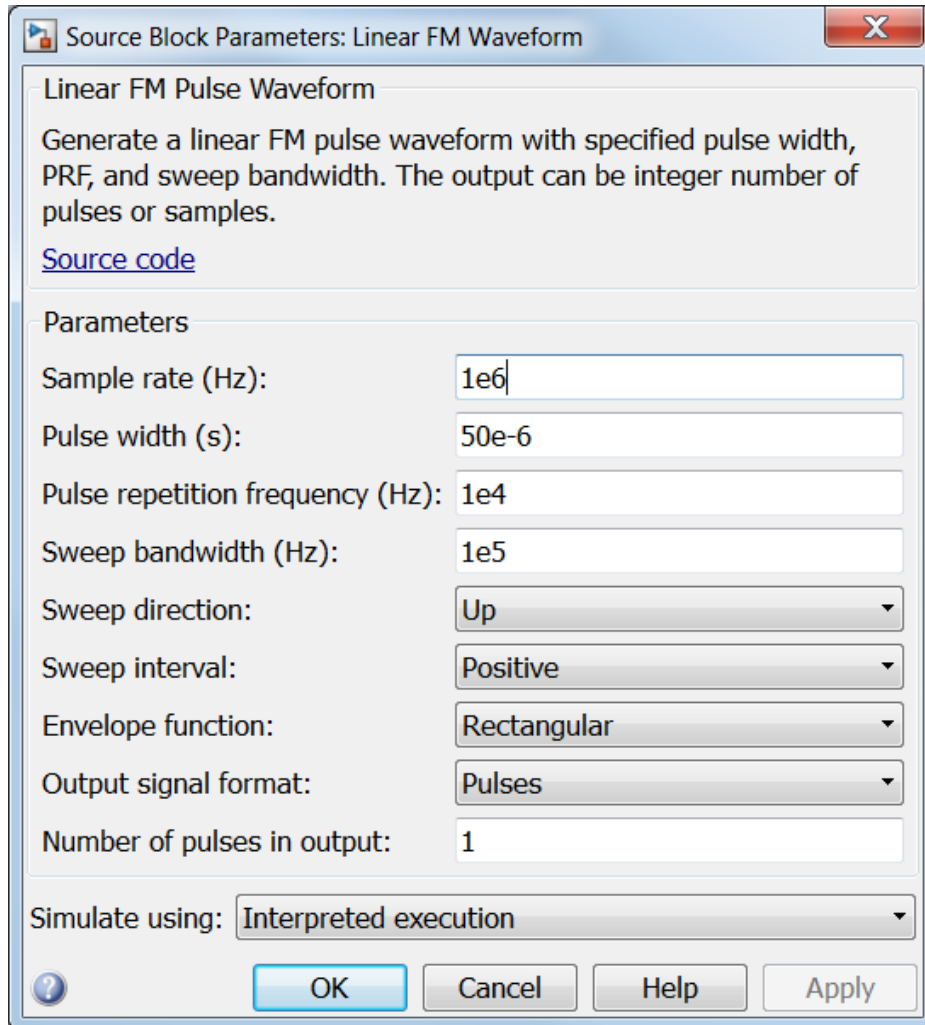 Source Block Parameters: Linear FM Waveform
Linear FM Pulse Waveform
Generate a linear FM pulse waveform with specified pulse width,
PRF, and sweep bandwidth. The output can be integer number of
pulses or samples.
Source code
Parameters
Sample rate (Hz): 1e6
Pulse width (s): 50e-6
Pulse repetition frequency (Hz): 1e4
Sweep bandwidth (Hz): 1e5
Sweep direction: Up
Sweep interval: Positive
Envelope function: Rectangular
Output signal format: Pulses
Number of pulses in output: 1
Simulate using: Interpreted execution
OK Cancel Help Apply